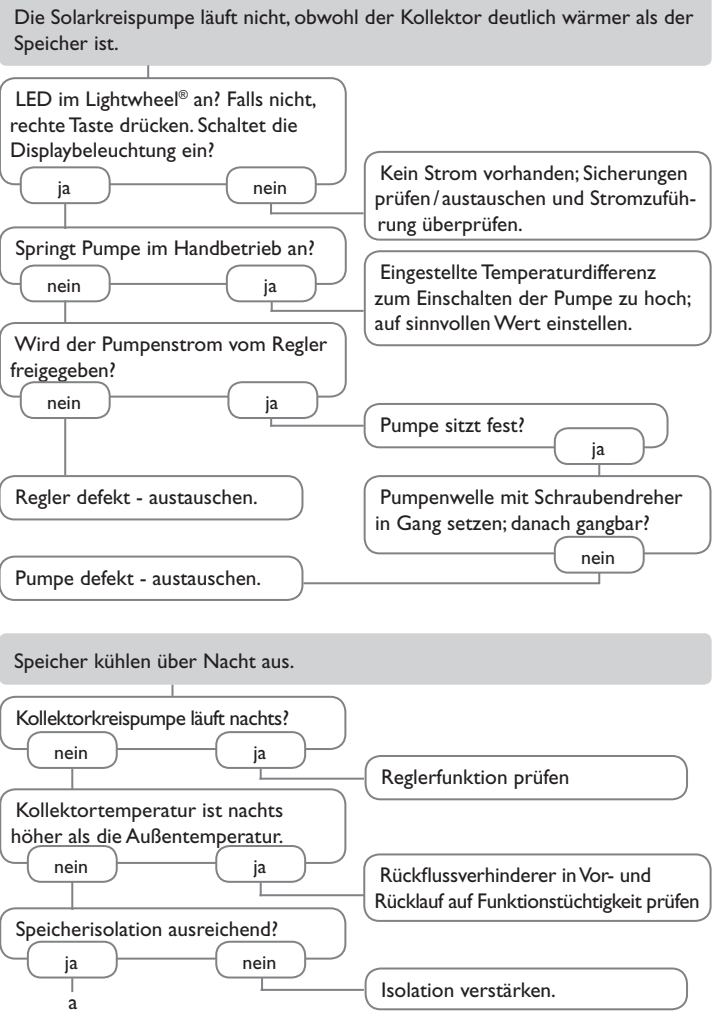 Die Solarkreispumpe läuft nicht, obwohl der Kollektor deutlich wärmer als der
Speicher ist.
LED im Lightwheel® an? Falls nicht,
rechte Taste drücken. Schaltet die
Displaybeleuchtung ein?
ja
nein
Kein Strom vorhanden; Sicherungen
prüfen / austauschen und Stromzufüh-
rung überprüfen.
Springt Pumpe im Handbetrieb an?
nein
ja
Eingestellte Temperaturdifferenz
zum Einschalten der Pumpe zu hoch;
auf sinnvollen Wert einstellen.
Wird der Pumpenstrom vom Regler
freigegeben?
nein
ja
Pumpe sitzt fest?
ja
Regler defekt - austauschen.
Pumpenwelle mit Schraubendreher
in Gang setzen; danach gangbar?
nein
Pumpe defekt - austauschen.
Speicher kühlen über Nacht aus.
Kollektorkreispumpe läuft nachts?
nein
ja
Reglerfunktion prüfen
Kollektortemperatur ist nachts
höher als die Außentemperatur.
nein
ja
Rückflussverhinderer in Vor- und
Rücklauf auf Funktionstüchtigkeit prüfen
Speicherisolation ausreichend?
ja
nein
Isolation verstärken.
a